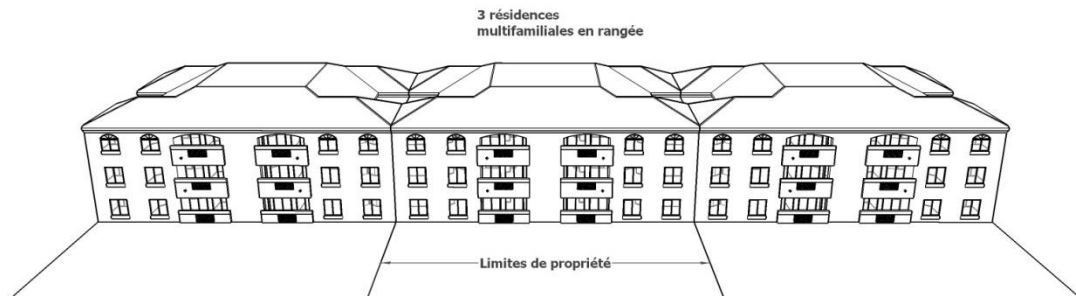 3 résidences
multifamiliales en rangée
Limites de propriété